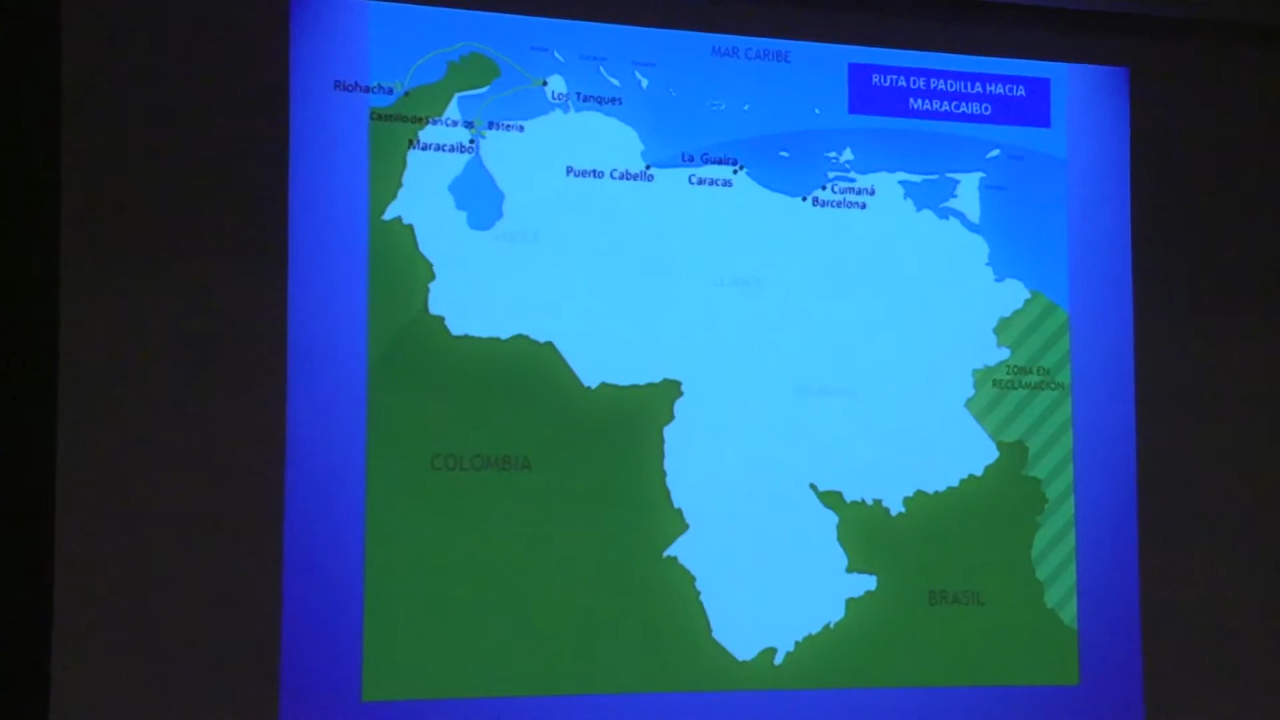 MAR CARIBE
RUTA DE PADILLA HACIA
MARACAIBO
Riohacha
Los Tanques
Castillo de San Carlos
Bateria
Maracaibo
La Guaira
Puerto Cabello
Caracas
Cumaná
Barcelona
ZONA EN
RECLAMACIÓN
COLOMBIA
BRASIL